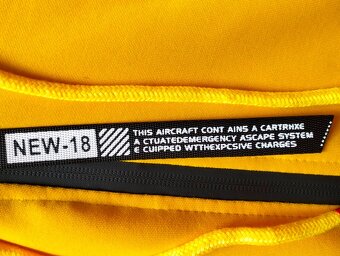 NEW-18
THIS AIRCRAFT CONT AINS A CARTRHXE
A CTUATEDEMERGENCY ASCAPE SYSTEM
E CUIPPED WTTHEXPCSIVE CHARGES